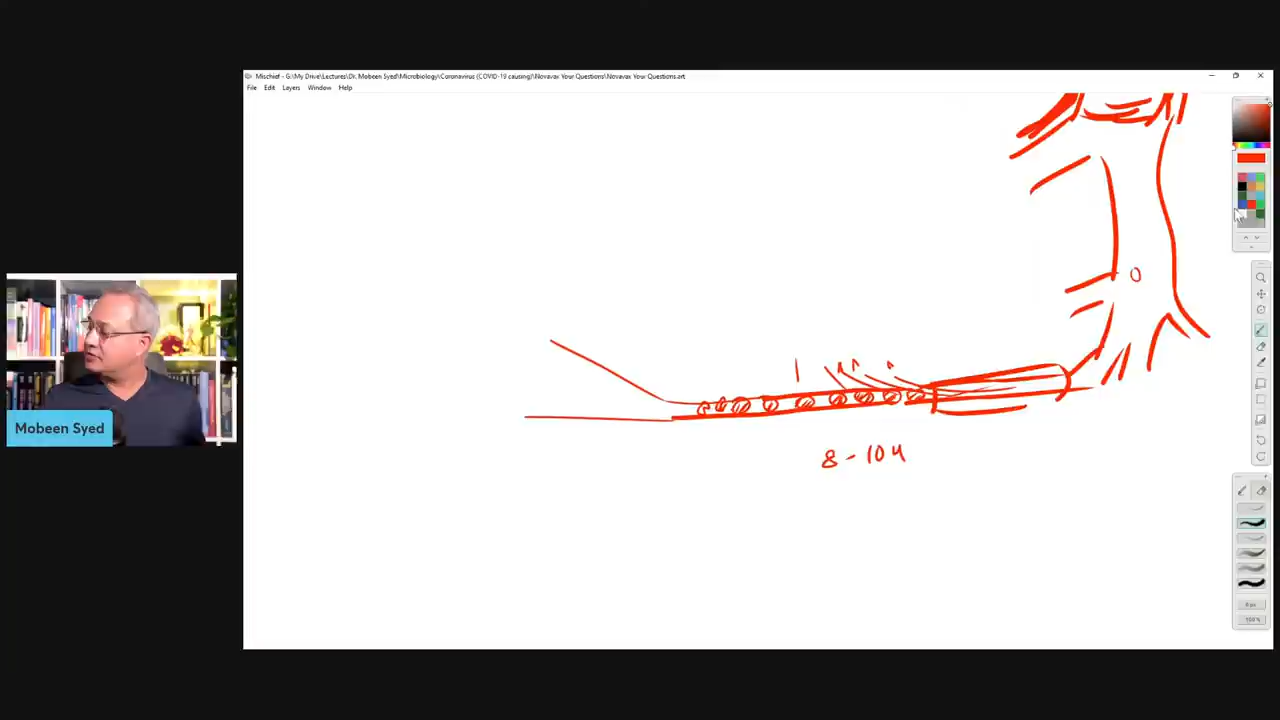 Mischief - G:\My Drive\Lectures\Dr. Mobeen Syed\Microbiology\Coronavirus (COVID-19 causing)\Novavax Your Questions\Novavax Your Questions.art
File Edit Layers Window Help
Mobeen Syed
8 - 10 u
100 %